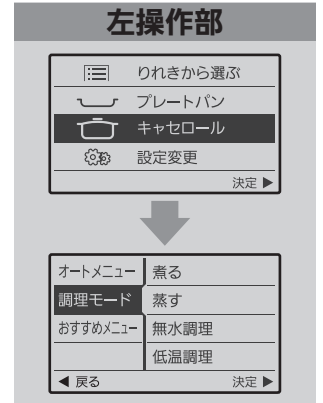 左操作部
りれきから選ぶ
プレートパン
キャセロール
設定変更
決定 ▶
オートメニュー 煮る
調理モード 蒸す
おすすめメニュー 無水調理
低温調理
◀ 戻る 決定 ▶